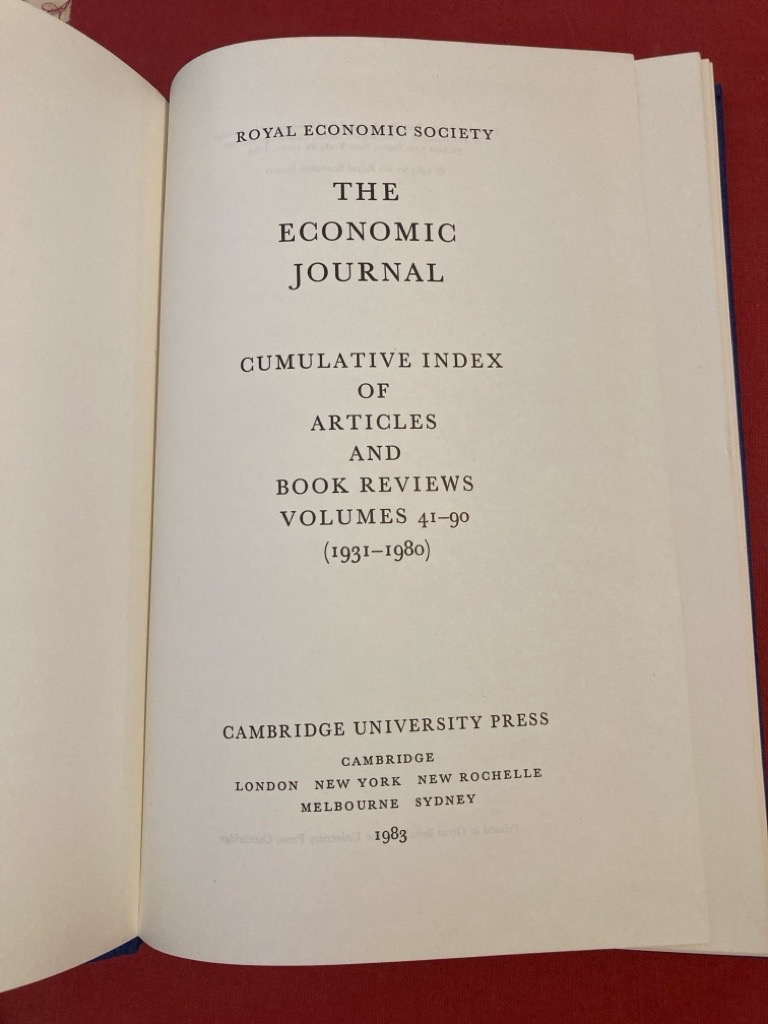 ROYAL ECONOMIC SOCIETY
THE
ECONOMIC
JOURNAL
CUMULATIVE INDEX
OF
ARTICLES
AND
BOOK REVIEWS
VOLUMES 41–90
(1931–1980)
CAMBRIDGE UNIVERSITY PRESS
CAMBRIDGE
LONDON NEW YORK NEW ROCHELLE
MELBOURNE SYDNEY
1983